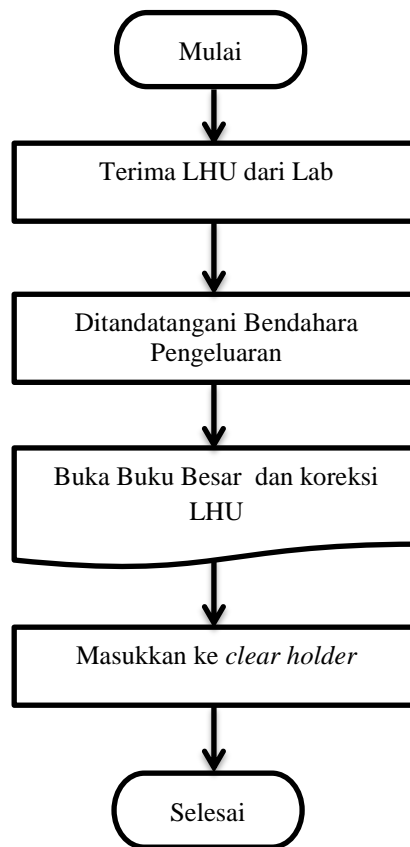 Mulai
Terima LHU dari Lab
Ditandatangani Bendahara
Pengeluaran
Buka Buku Besar  dan koreksi
LHU
Masukkan ke clear holder
Selesai